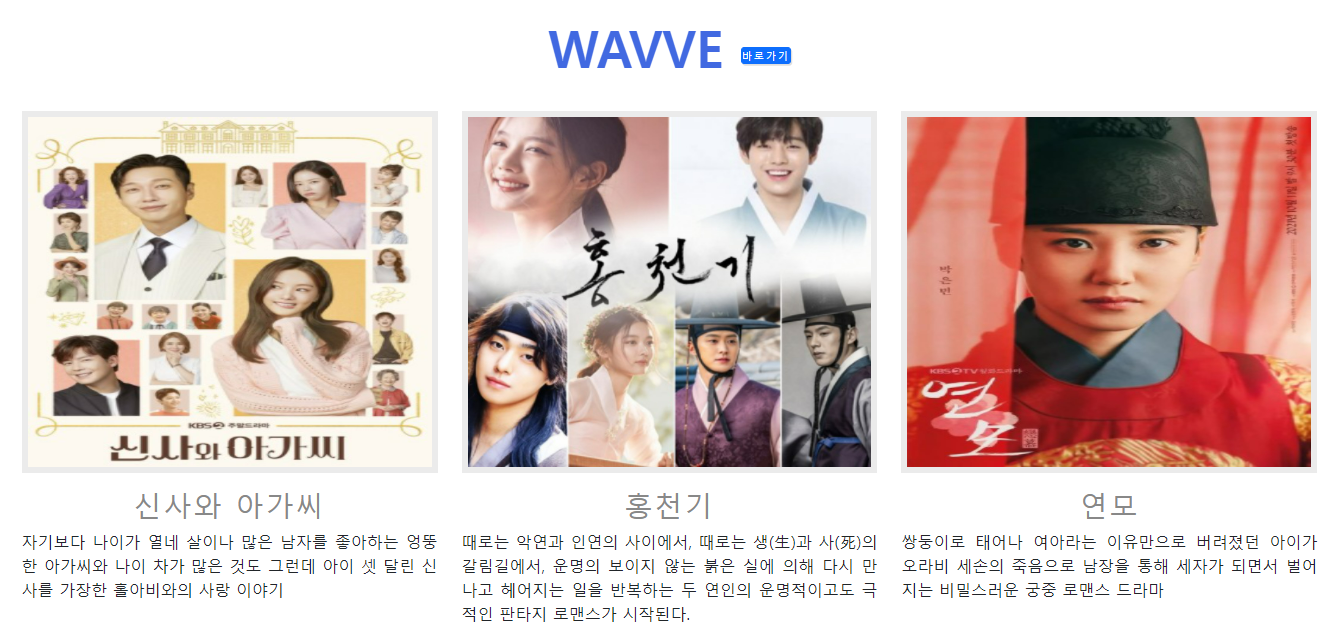 WAVVE 바로가기
KBS2 주말드라마
신사와 아가씨
홍천기
박은빈
KBS2TV 월화드라마
연모
신사와 아가씨
자기보다 나이가 열네 살이나 많은 남자를 좋아하는 엉뚱
한 아가씨와 나이 차가 많은 것도 그런데 아이 셋 달린 신
사를 가장한 홀아비와의 사랑 이야기
홍천기
때로는 악연과 인연의 사이에서, 때로는 생(生)과 사(死)의
갈림길에서, 운명의 보이지 않는 붉은 실에 의해 다시 만
나고 헤어지는 일을 반복하는 두 연인의 운명적이고도 극
적인 판타지 로맨스가 시작된다.
연모
쌍둥이로 태어나 여아라는 이유만으로 버려졌던 아이가
오라비 세손의 죽음으로 남장을 통해 세자가 되면서 벌어
지는 비밀스러운 궁중 로맨스 드라마